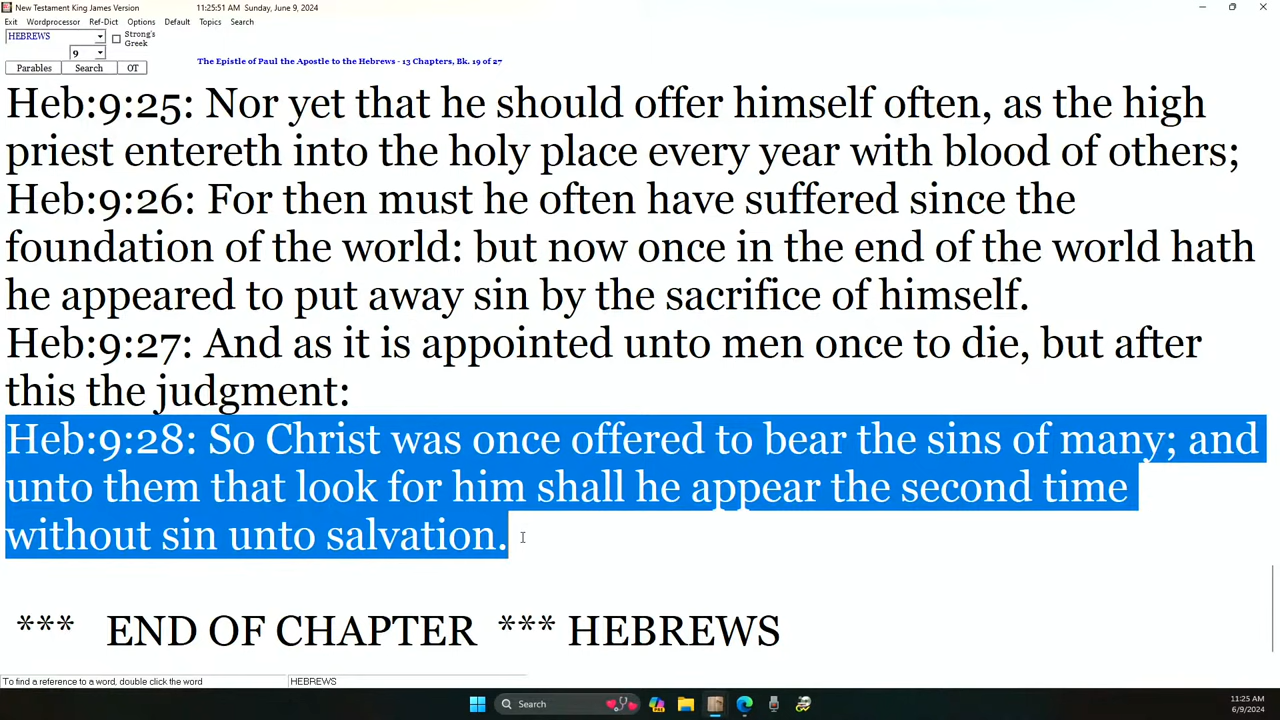 New Testament King James Version 11:25:51 AM Sunday, June 9, 2024
Exit Wordprocessor Ref-Dict Options Default Topics Search
HEBREWS
Strong's
Greek
9
Parables Search OT
The Epistle of Paul the Apostle to the Hebrews - 13 Chapters, Bk. 19 of 27
Heb:9:25: Nor yet that he should offer himself often, as the high
priest entereth into the holy place every year with blood of others;
Heb:9:26: For then must he often have suffered since the
foundation of the world: but now once in the end of the world hath
he appeared to put away sin by the sacrifice of himself.
Heb:9:27: And as it is appointed unto men once to die, but after
this the judgment:
Heb:9:28: So Christ was once offered to bear the sins of many; and
unto them that look for him shall he appear the second time
without sin unto salvation.
*** END OF CHAPTER *** HEBREWS
To find a reference to a word, double click the word HEBREWS
Search
11:25 AM
6/9/2024